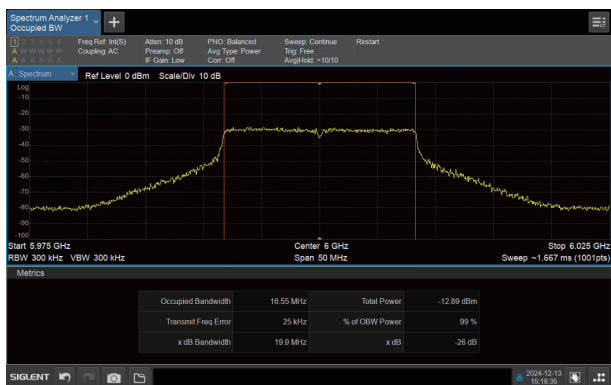 Spectrum Analyzer 1
Occupied BW
+
1 2 3 4 5 6 Freq Ref: Int(S) Atten: 10 dB PNO: Balanced Sweep: Continue Restart
A W W W W W Coupling: AC Preamp: Off Avg Type: Power Trig: Free
A A A A A A IF Gain: Low Corr: Off Avg|Hold: >10/10
A : Spectrum Ref Level 0 dBm Scale/Div 10 dB
Log
-10
-20
-30
-40
-50
-60
-70
-80
-90
-100
Start 5.975 GHz Center 6 GHz Stop 6.025 GHz
RBW 300 kHz VBW 300 kHz Span 50 MHz Sweep ~1.667 ms (1001pts)
Metrics
Occupied Bandwidth 16.55 MHz Total Power -12.89 dBm
Transmit Freq Error 25 kHz % of OBW Power 99 %
x dB Bandwidth 19.9 MHz x dB -26 dB
SIGLENT 2024-12-13
15:18:35